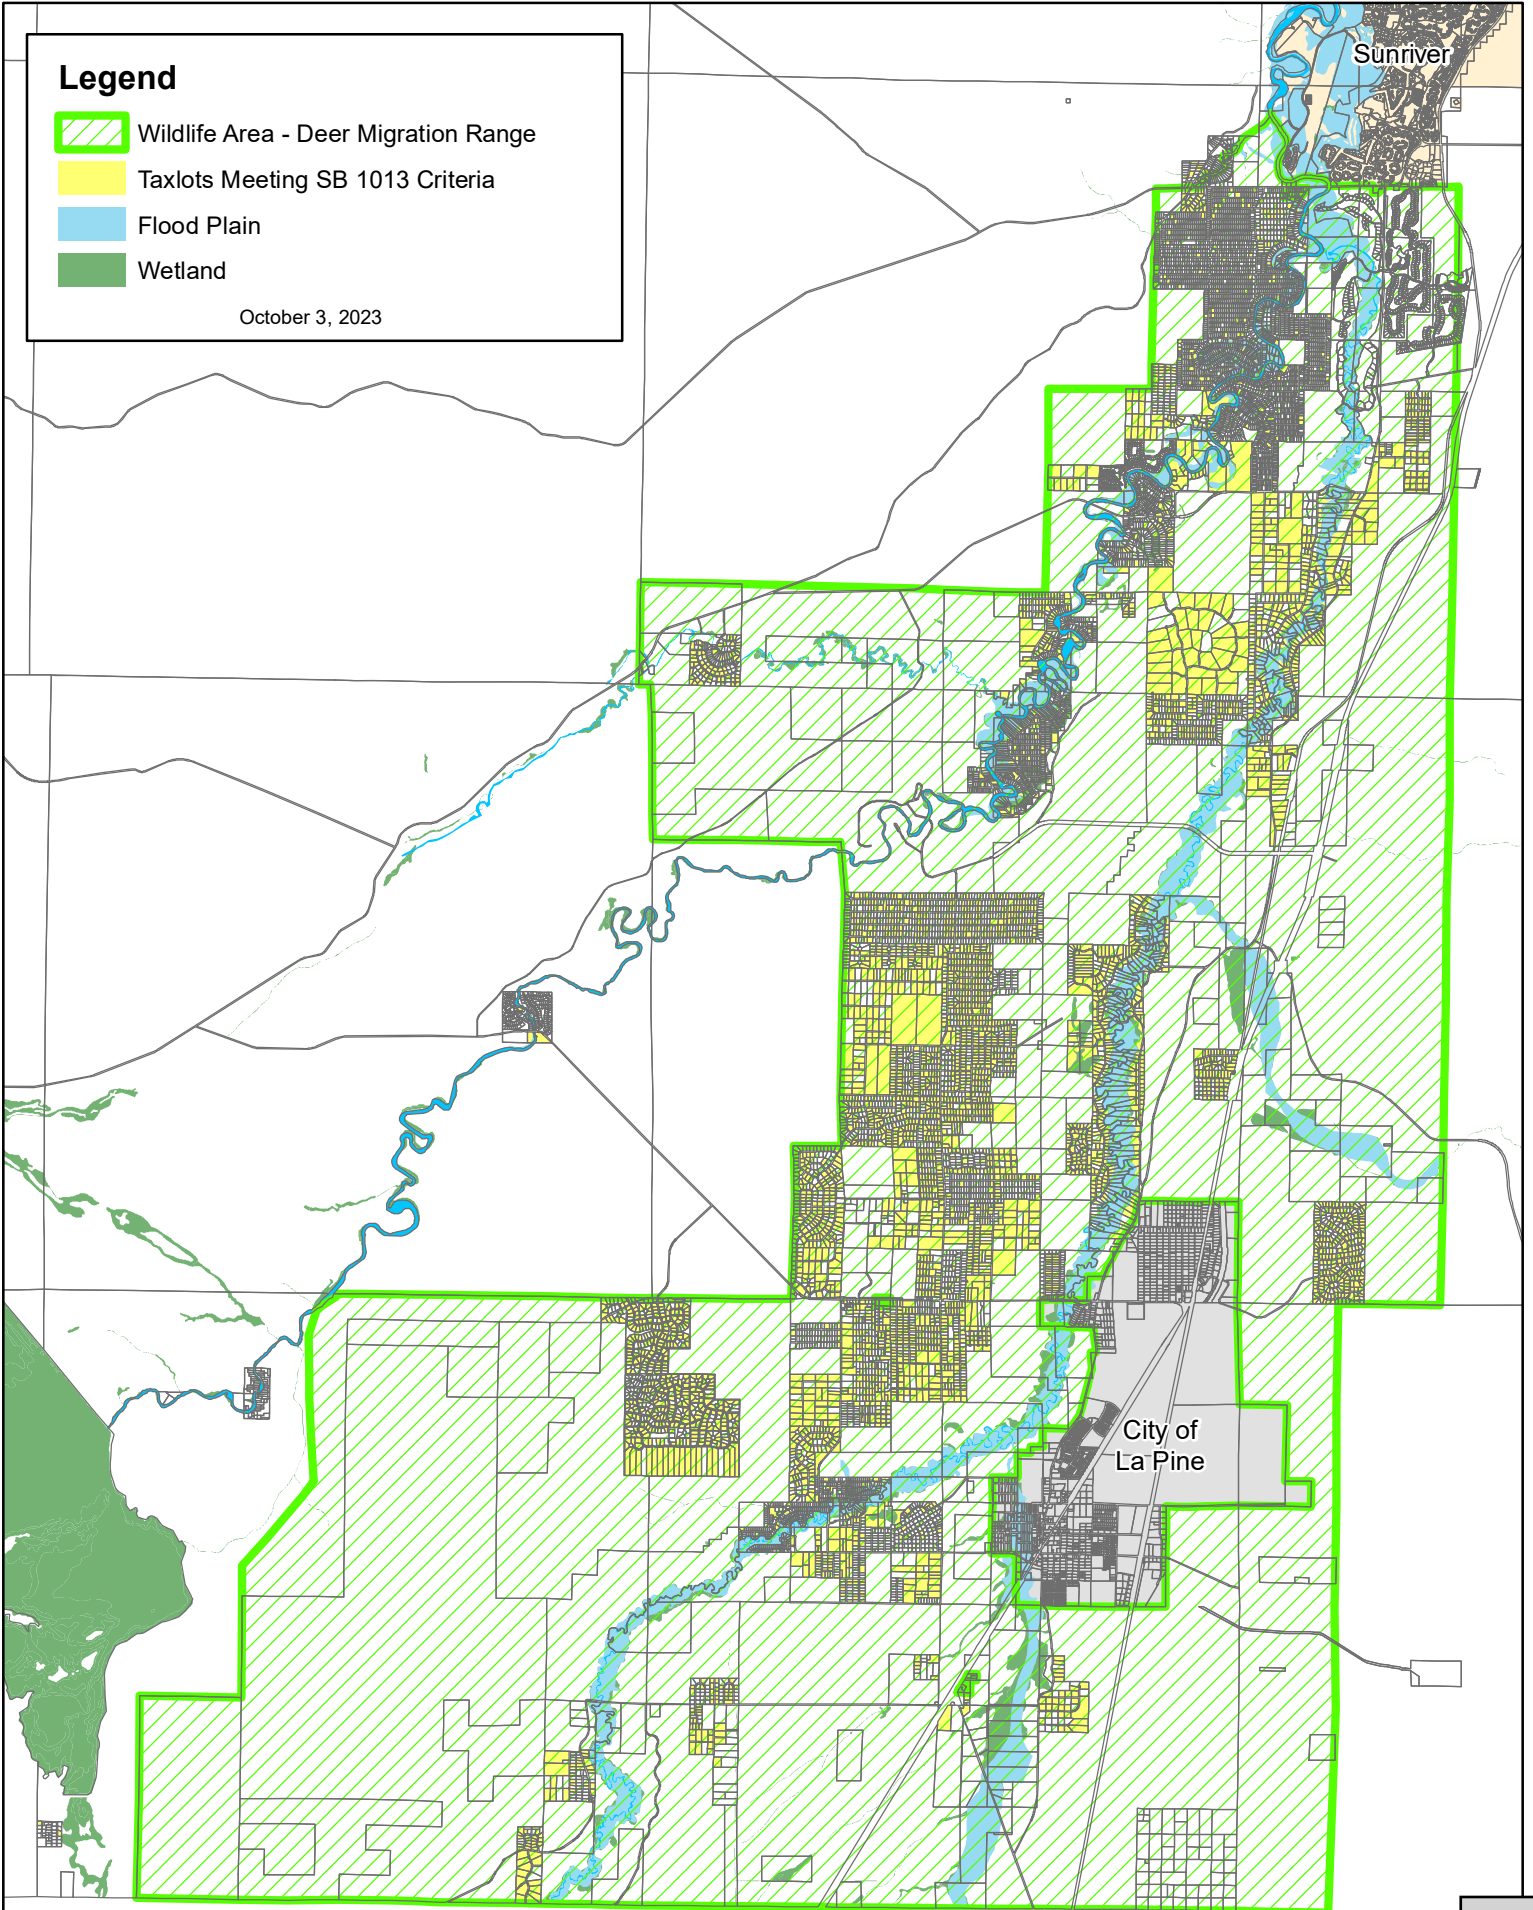 Legend
Wildlife Area - Deer Migration Range
Taxlots Meeting SB 1013 Criteria
Flood Plain
Wetland
October 3, 2023
Sunriver
City of
La Pine